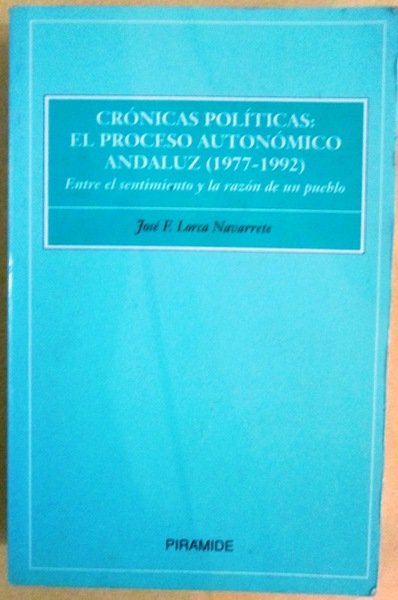 CRÓNICAS POLÍTICAS:
EL PROCESO AUTONÓMICO
ANDALUZ (1977-1992)
Entre el sentimiento y la razón de un pueblo
José F. Lorca Navarrete
PIRÁMIDE